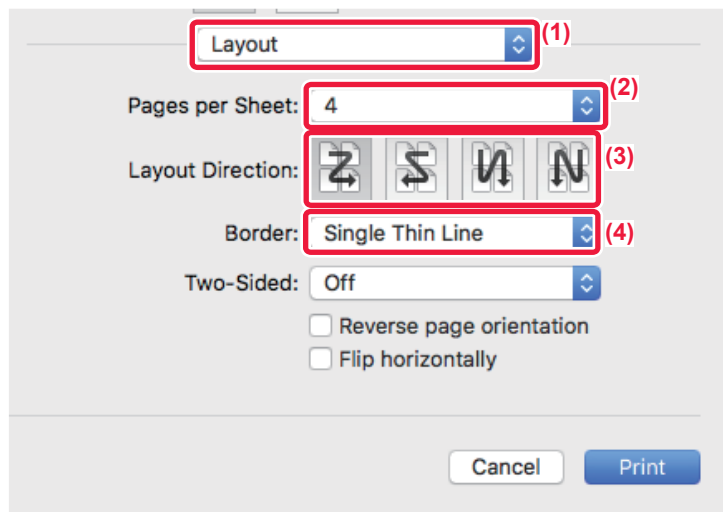 Layout (1)
Pages per Sheet: 4 (2)
Layout Direction: (3)
Border: Single Thin Line (4)
Two-Sided: Off
Reverse page orientation
Flip horizontally
Cancel Print